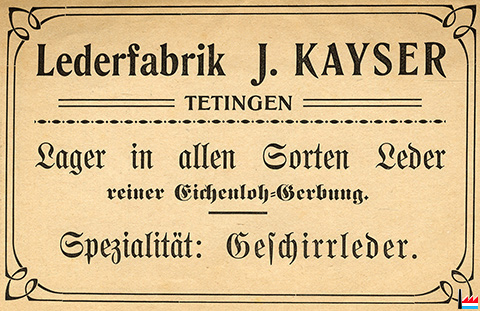 Lederfabrik J. KAYSER
TETINGEN
Lager in allen Sorten Leder
reiner Eichenloh-Gerbung.
Spezialität: Geschirrleder.